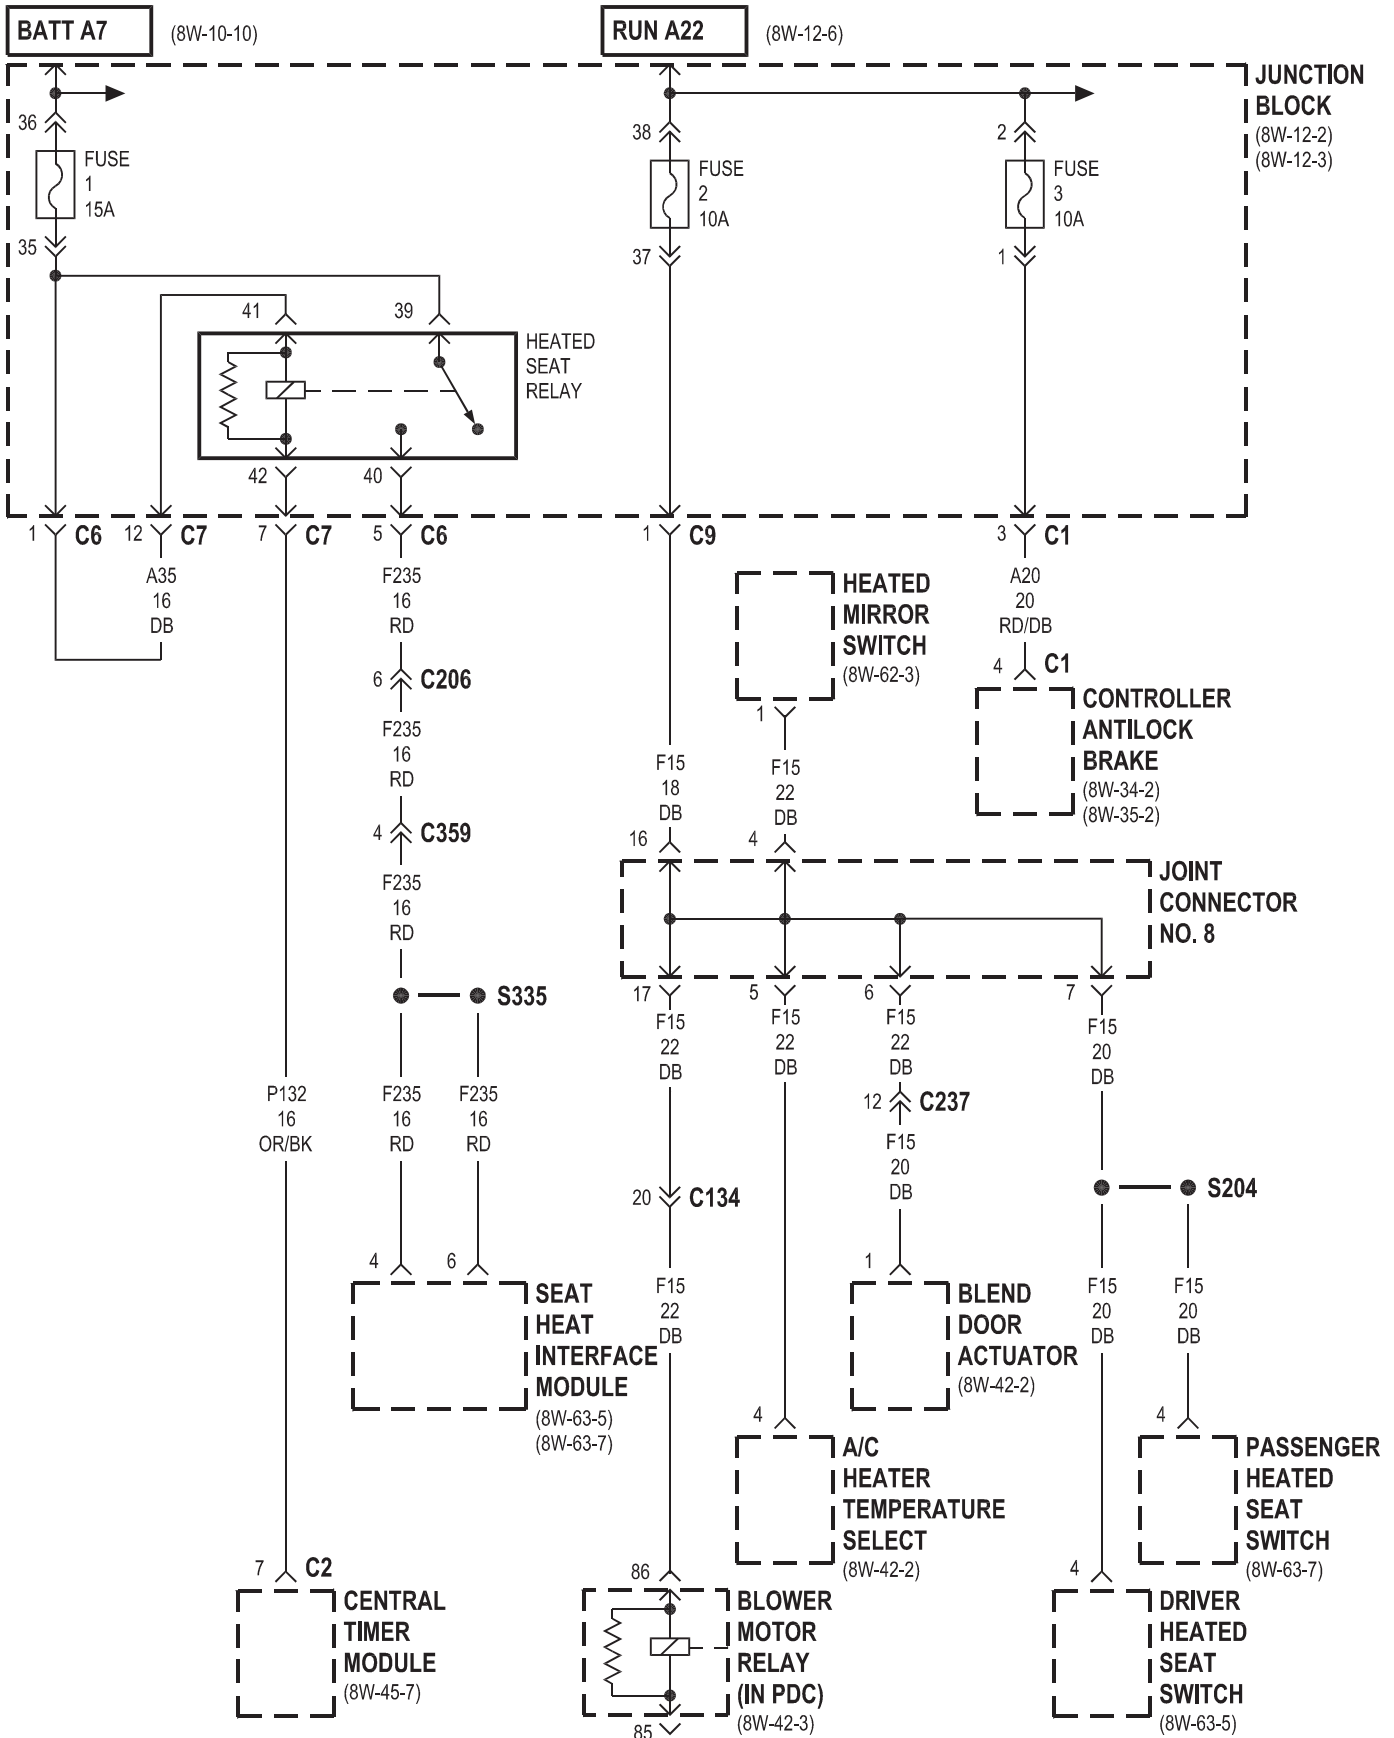 BATT A7
(8W-10-10)
RUN A22
(8W-12-6)
JUNCTION
BLOCK
(8W-12-2)
(8W-12-3)
36
FUSE
1
15A
35
38
FUSE
2
10A
37
2
FUSE
3
10A
1
41
39
HEATED
SEAT
RELAY
42
40
1
C6
12
C7
7
C7
5
C6
1
C9
3
C1
A35
16
DB
F235
16
RD
6
C206
F235
16
RD
4
C359
F235
16
RD
S335
P132
16
OR/BK
F235
16
RD
F235
16
RD
4
6
SEAT
HEAT
INTERFACE
MODULE
(8W-63-5)
(8W-63-7)
7
C2
CENTRAL
TIMER
MODULE
(8W-45-7)
HEATED
MIRROR
SWITCH
(8W-62-3)
1
A20
20
RD/DB
4
C1
CONTROLLER
ANTILOCK
BRAKE
(8W-34-2)
(8W-35-2)
F15
18
DB
16
F15
22
DB
4
JOINT
CONNECTOR
NO. 8
17
5
6
7
F15
22
DB
F15
22
DB
F15
22
DB
F15
20
DB
12
C237
F15
20
DB
20
C134
S204
1
BLEND
DOOR
ACTUATOR
(8W-42-2)
F15
22
DB
F15
20
DB
F15
20
DB
4
A/C
HEATER
TEMPERATURE
SELECT
(8W-42-2)
4
PASSENGER
HEATED
SEAT
SWITCH
(8W-63-7)
86
BLOWER
MOTOR
RELAY
(IN PDC)
(8W-42-3)
85
4
DRIVER
HEATED
SEAT
SWITCH
(8W-63-5)